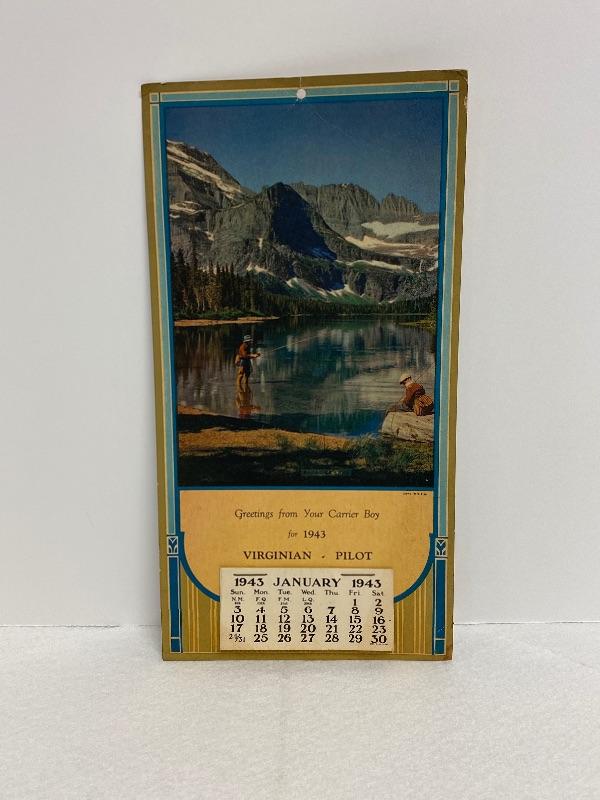 Greetings from Your Carrier Boy
for 1943
VIRGINIAN - PILOT
1943 JANUARY 1943
Sun. Mon. Tue. Wed. Thu. Fri. Sat.
N.M. F.Q. F.M. L.Q. 1 2
3 4 5 6 7 8 9
10 11 12 13 14 15 16
17 18 19 20 21 22 23
24/31 25 26 27 28 29 30